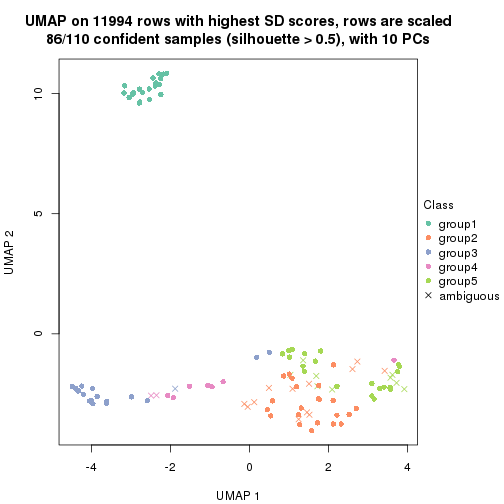 UMAP on 11994 rows with highest SD scores, rows are scaled
86/110 confident samples (silhouette > 0.5), with 10 PCs
10
5
0
UMAP 2
-4
-2
0
2
4
UMAP 1
Class
group1
group2
group3
group4
group5
ambiguous